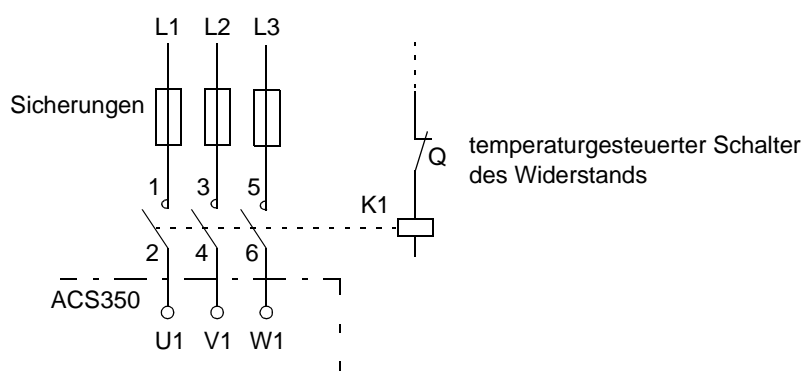 L1 L2 L3
Sicherungen
temperaturgesteuerter Schalter
des Widerstands
Q
1 3 5
K1
2 4 6
ACS350
U1 V1 W1